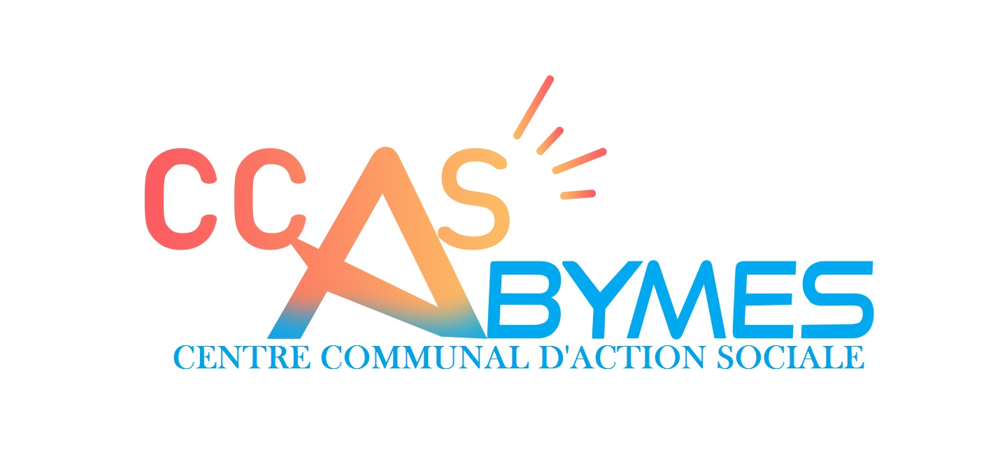 CCAS
ABYMES
CENTRE COMMUNAL D'ACTION SOCIALE